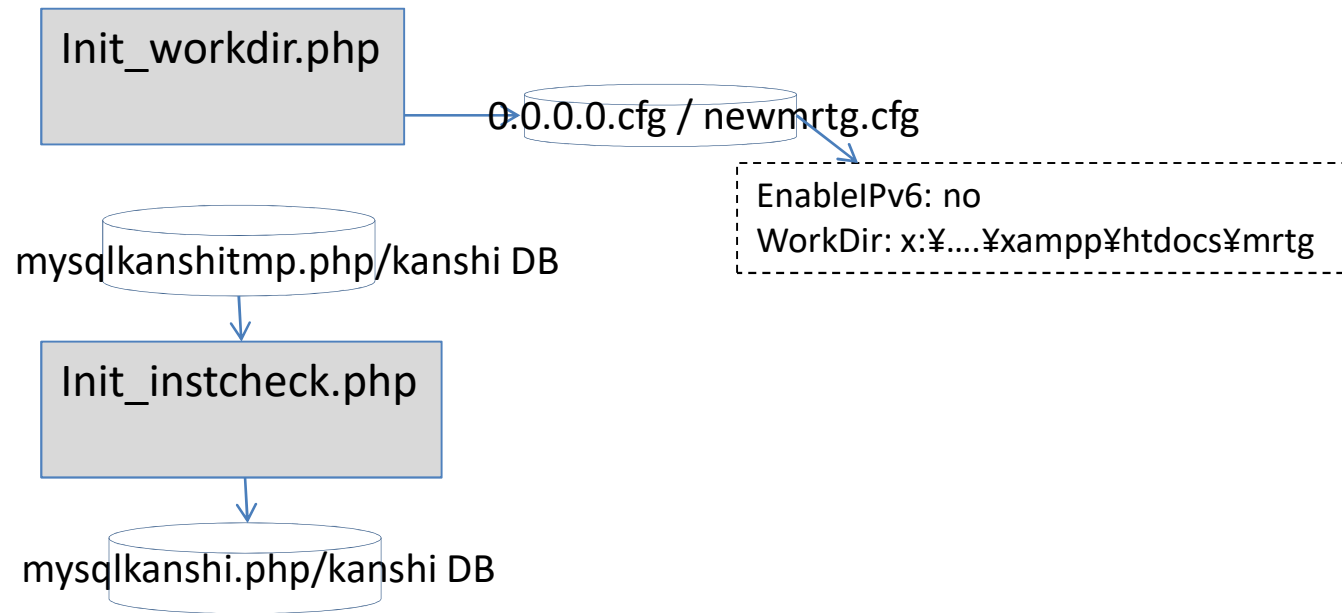 Init_workdir.php
0.0.0.0.cfg / newmrtg.cfg
EnableIPv6: no
WorkDir: x:¥....¥xampp¥htdocs¥mrtg
mysqlkanshitmp.php/kanshi DB
Init_instcheck.php
mysqlkanshi.php/kanshi DB